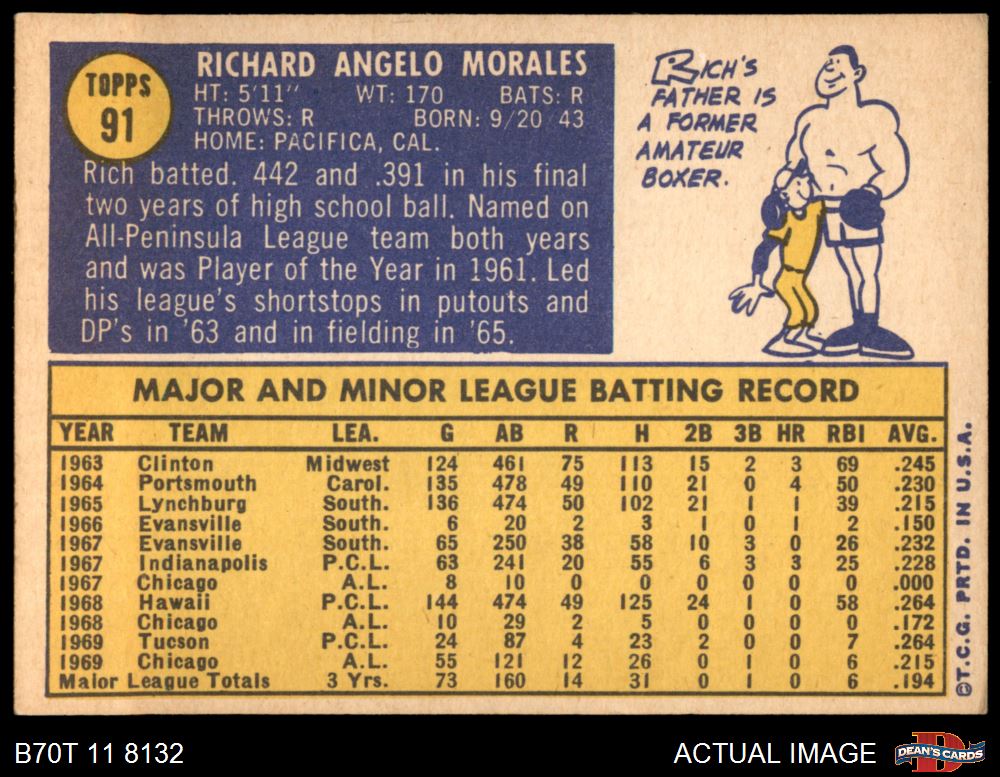 TOPPS
91
RICHARD ANGELO MORALES
HT: 5'11" WT: 170 BATS: R
THROWS: R BORN: 9/20 43
HOME: PACIFICA, CAL.
Rich batted. 442 and .391 in his final
two years of high school ball. Named on
All-Peninsula League team both years
and was Player of the Year in 1961. Led
his league's shortstops in putouts and
DP's in '63 and in fielding in '65.
RICH'S
FATHER IS
A FORMER
AMATEUR
BOXER.
MAJOR AND MINOR LEAGUE BATTING RECORD
YEAR TEAM LEA. G AB R H 2B 3B HR RBI AVG.
1963 Clinton Midwest 124 461 75 113 15 2 3 69 .245
1964 Portsmouth Carol. 135 478 49 110 21 0 4 50 .230
1965 Lynchburg South. 136 474 50 102 21 1 1 39 .215
1966 Evansville South. 6 20 2 3 1 0 1 2 .150
1967 Evansville South. 65 250 38 58 10 3 0 26 .232
1967 Indianapolis P.C.L. 63 241 20 55 6 3 3 25 .228
1967 Chicago A.L. 8 10 0 0 0 0 0 0 .000
1968 Hawaii P.C.L. 144 474 49 125 24 1 0 58 .264
1968 Chicago A.L. 10 29 2 5 0 0 0 0 .172
1969 Tucson P.C.L. 24 87 4 23 2 0 0 7 .264
1969 Chicago A.L. 55 121 12 26 0 1 0 6 .215
Major League Totals 3 Yrs. 73 160 14 31 0 1 0 6 .194
©T.C.G. PRTD. IN U.S.A.
B70T 11 8132
ACTUAL IMAGE
D
DEAN'S CARDS